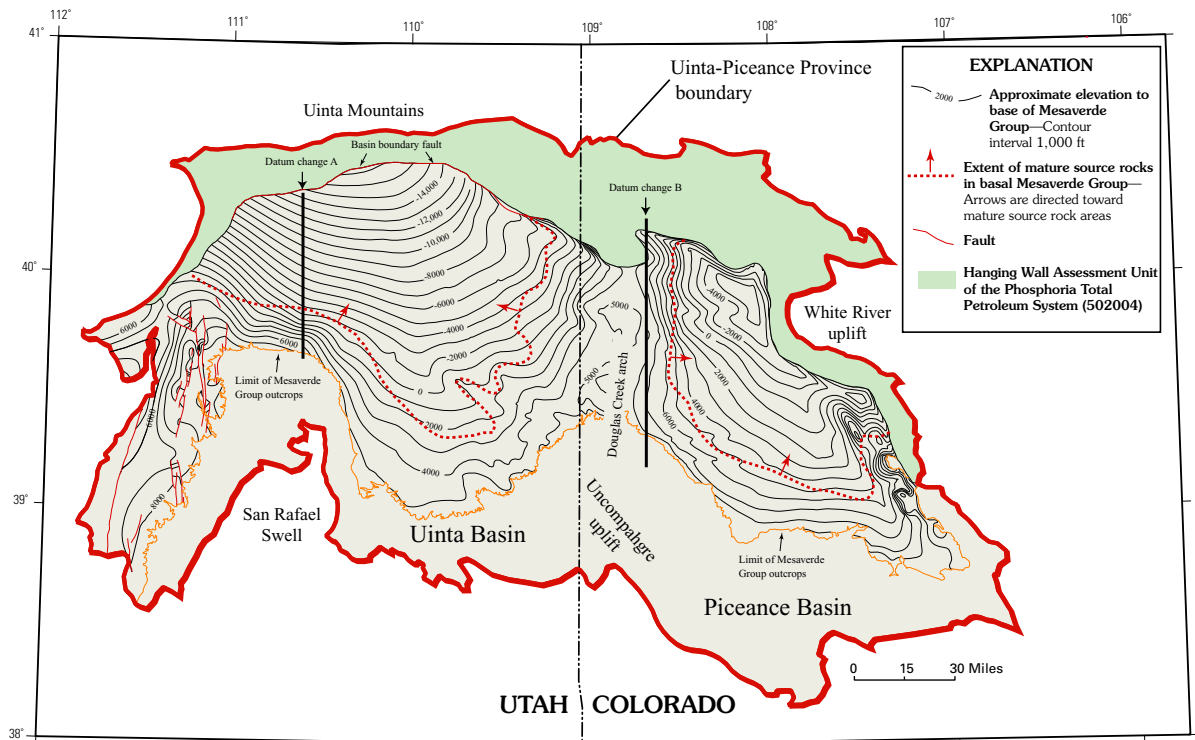 112°
111°
110°
109°
108°
107°
106°
41°
40°
39°
38°
Uinta Mountains
Uinta-Piceance Province
boundary
Basin boundary fault
Datum change A
Datum change B
EXPLANATION
2000
Approximate elevation to
base of Mesaverde
Group—Contour
interval 1,000 ft
Extent of mature source rocks
in basal Mesaverde Group—
Arrows are directed toward
mature source rock areas
Fault
Hanging Wall Assessment Unit
of the Phosphoria Total
Petroleum System (502004)
-14,000
-12,000
-10,000
-8000
-6000
-4000
-2000
0
2000
4000
6000
6000
6000
8000
5000
5000
-4000
-2000
0
2000
4000
6000
White River
uplift
Limit of Mesaverde
Group outcrops
Douglas Creek arch
San Rafael
Swell
Uinta Basin
Uncompahgre
uplift
Limit of Mesaverde
Group outcrops
Piceance Basin
0 15 30 Miles
UTAH COLORADO